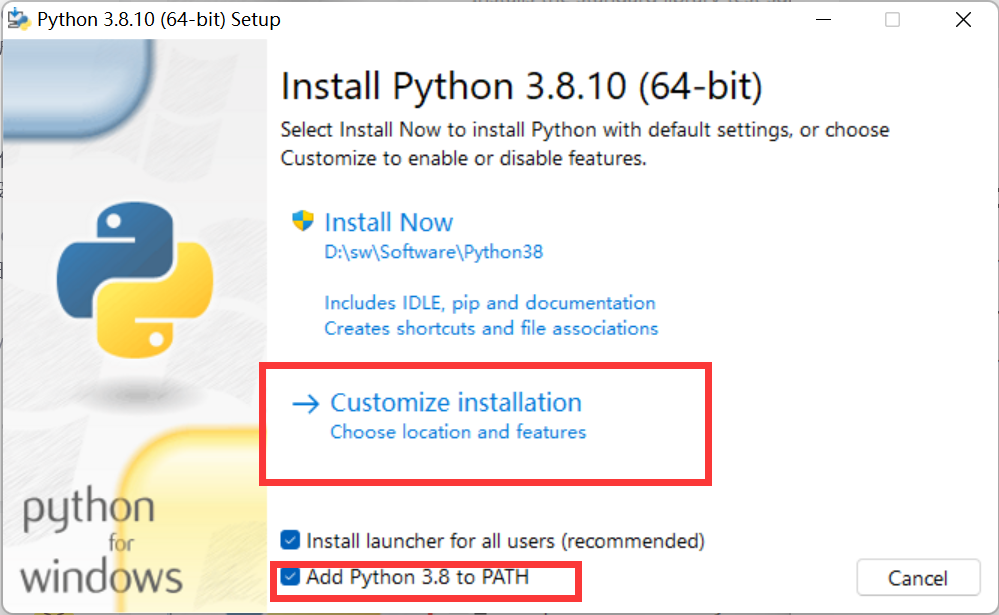 Python 3.8.10 (64-bit) Setup
Install Python 3.8.10 (64-bit)
Select Install Now to install Python with default settings, or choose
Customize to enable or disable features.
Install Now
D:\sw\Software\Python38
Includes IDLE, pip and documentation
Creates shortcuts and file associations
Customize installation
Choose location and features
python
for
windows
Install launcher for all users (recommended)
Add Python 3.8 to PATH
Cancel